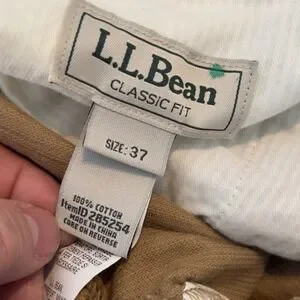 L.L.Bean
CLASSIC FIT
SIZE: 37
100% COTTON
ItemID 285254
MADE IN CHINA
CARE ON REVERSE